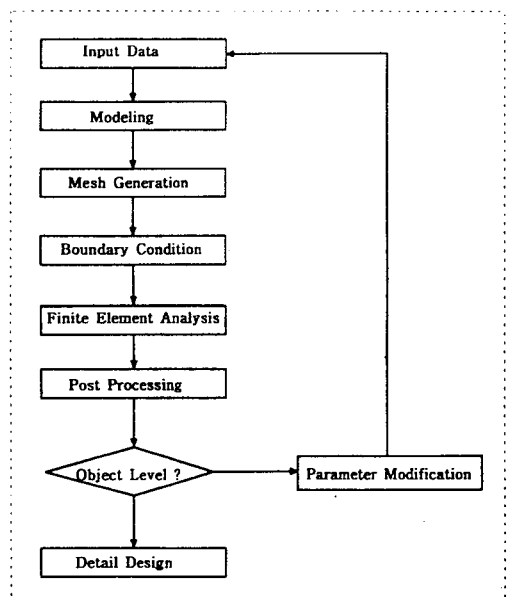 Input Data
Modeling
Mesh Generation
Boundary Condition
Finite Element Analysis
Post Processing
Object Level ?
Parameter Modification
Detail Design